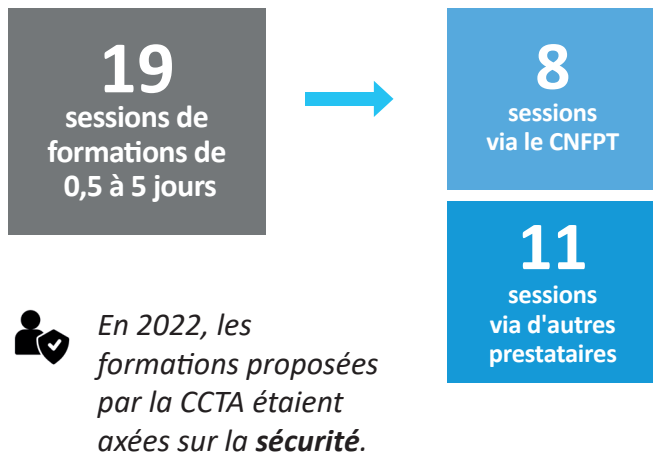 19
sessions de
formations de
0,5 à 5 jours
8
sessions
via le CNFPT
11
sessions
via d'autres
prestataires
En 2022, les
formations proposées
par la CCTA étaient
axées sur la sécurité.